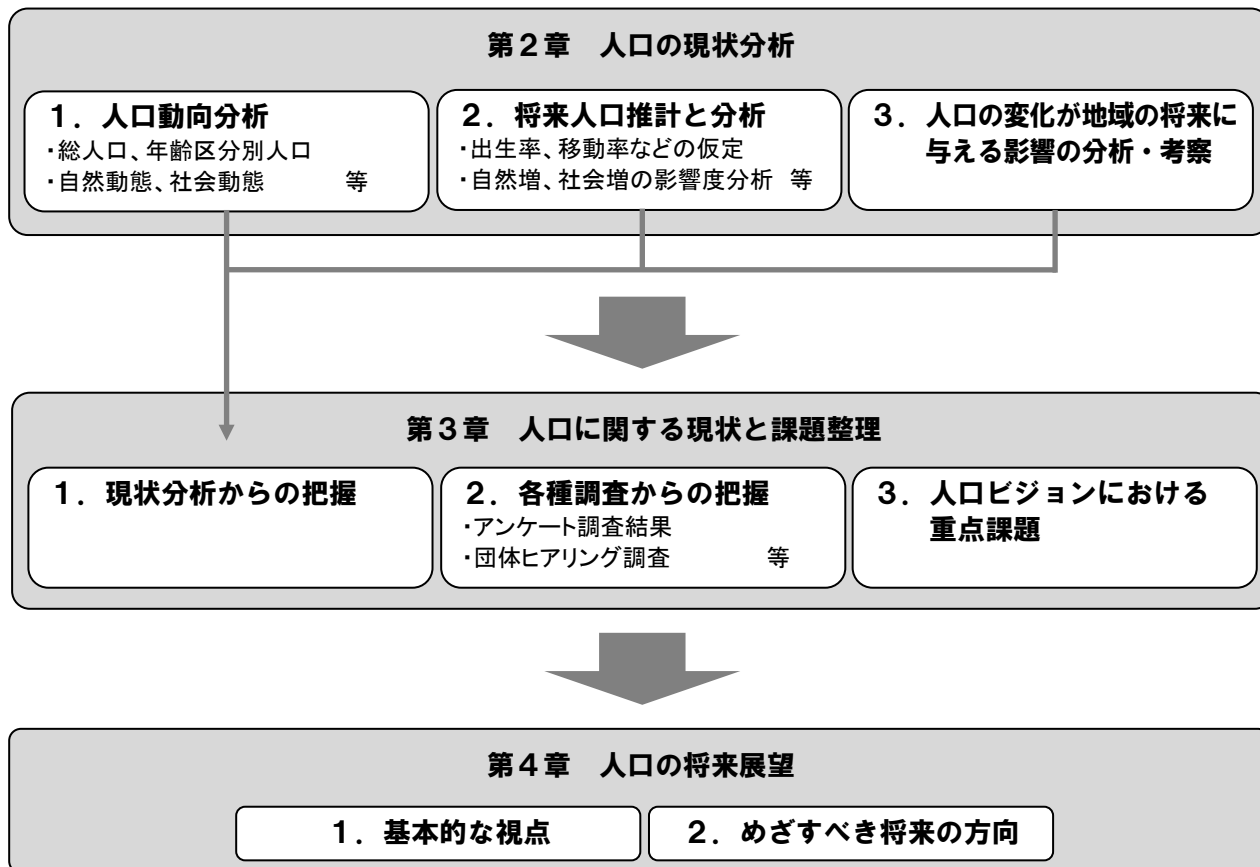 第２章　人口の現状分析
１．人口動向分析
・総人口、年齢区分別人口
・自然動態、社会動態　　　等
２．将来人口推計と分析
・出生率、移動率などの仮定
・自然増、社会増の影響度分析　等
３．人口の変化が地域の将来に
与える影響の分析・考察
第３章　人口に関する現状と課題整理
１．現状分析からの把握
２．各種調査からの把握
・アンケート調査結果
・団体ヒアリング調査　　　等
３．人口ビジョンにおける
重点課題
第４章　人口の将来展望
１．基本的な視点
２．めざすべき将来の方向